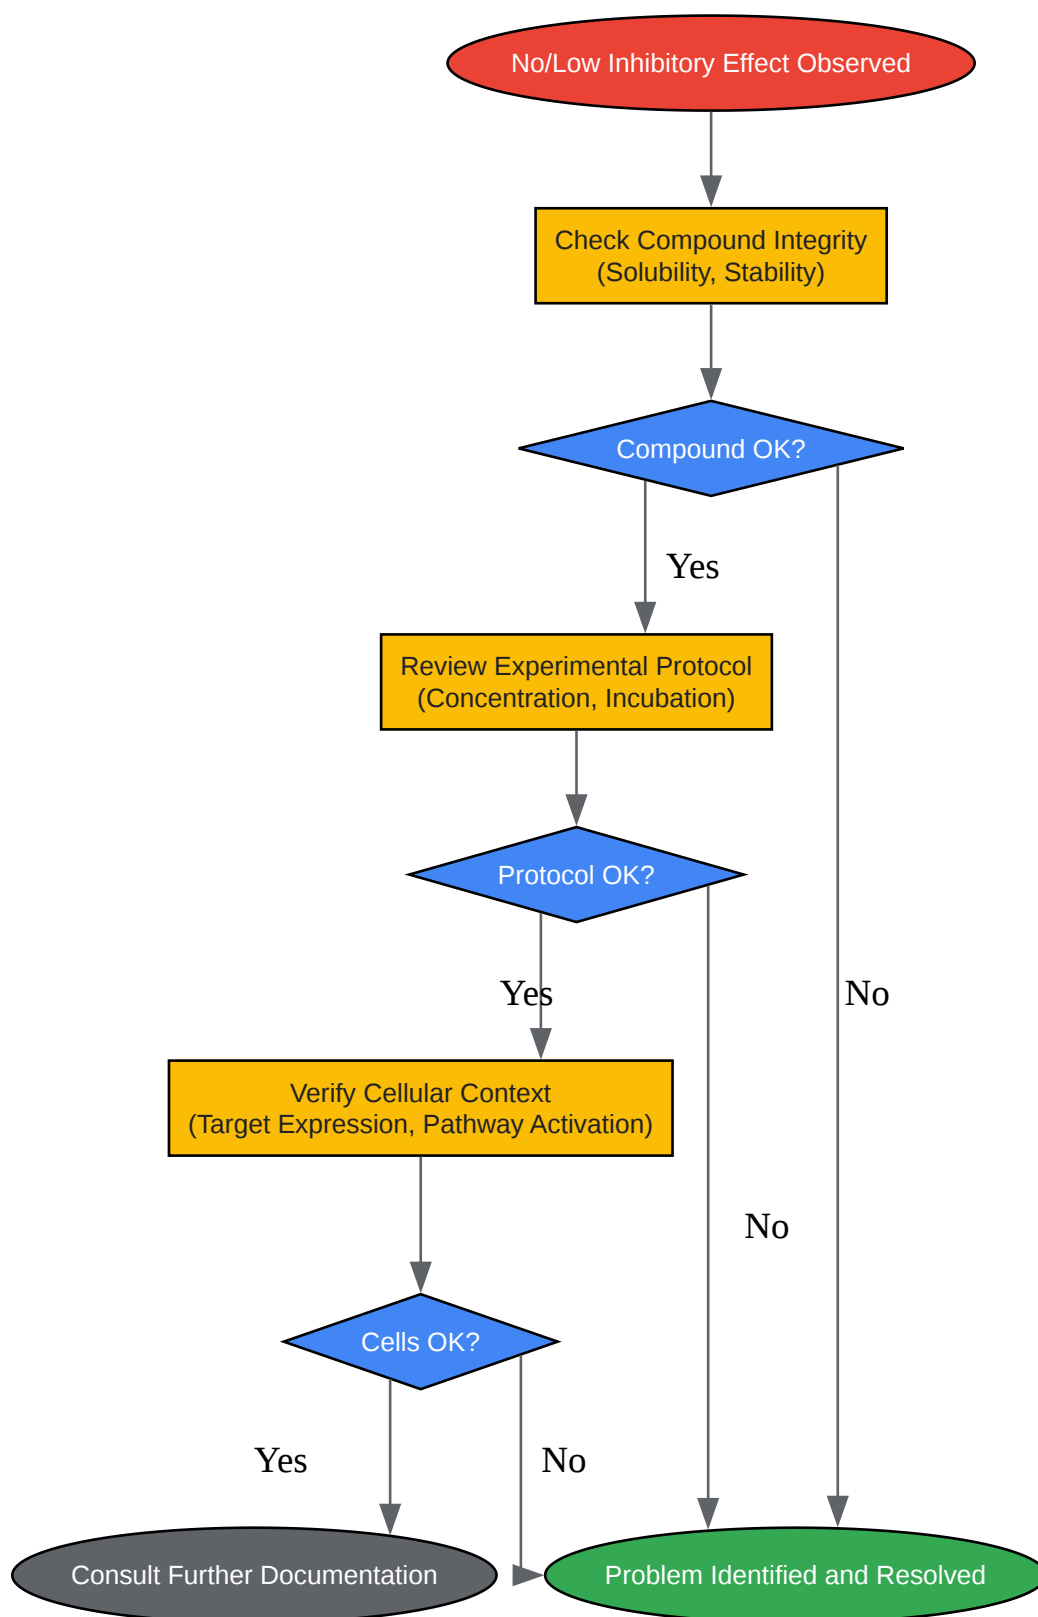 No/Low Inhibitory Effect Observed
Check Compound Integrity
(Solubility, Stability)
Compound OK?
Yes
Review Experimental Protocol
(Concentration, Incubation)
Protocol OK?
Yes
No
Verify Cellular Context
(Target Expression, Pathway Activation)
No
Cells OK?
Yes
No
Consult Further Documentation
Problem Identified and Resolved